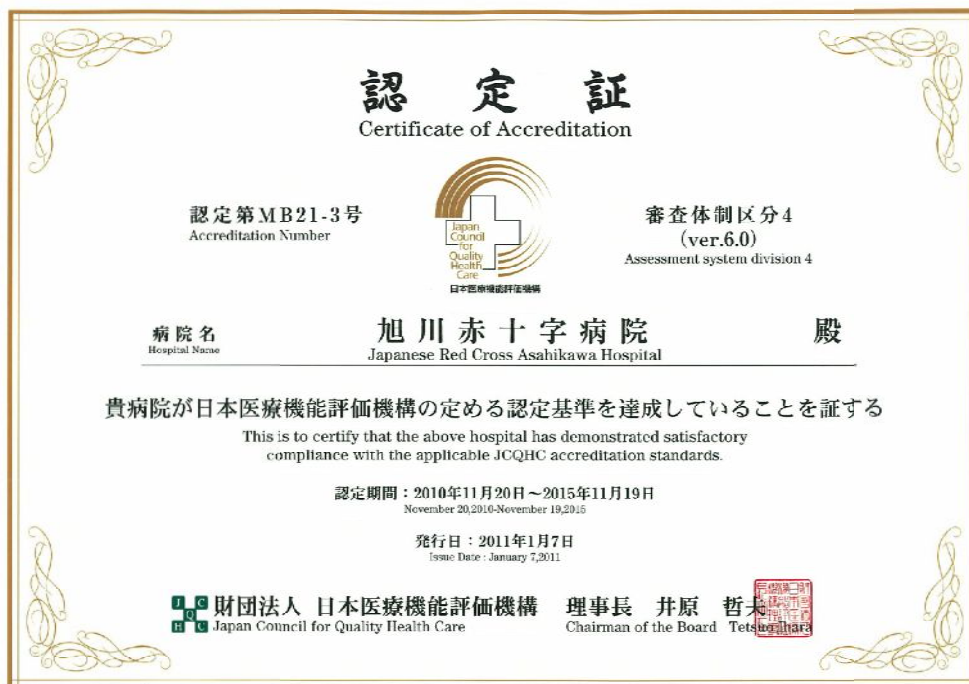 認定証
Certificate of Accreditation
認定第MB21-3号
Accreditation Number
Japan
Council
for
Quality
Health
Care
日本医療機能評価機構
審査体制区分4
(ver.6.0)
Assessment system division 4
病院名
Hospital Name
旭川赤十字病院 殿
Japanese Red Cross Asahikawa Hospital
貴病院が日本医療機能評価機構の定める認定基準を達成していることを証する
This is to certify that the above hospital has demonstrated satisfactory
compliance with the applicable JCQHC accreditation standards.
認定期間：2010年11月20日～2015年11月19日
November 20,2010-November 19,2015
発行日：2011年1月7日
Issue Date : January 7,2011
J C
Q
H C
財団法人 日本医療機能評価機構
Japan Council for Quality Health Care
理事長 井原 哲夫
Chairman of the Board Tetsuo Ihara